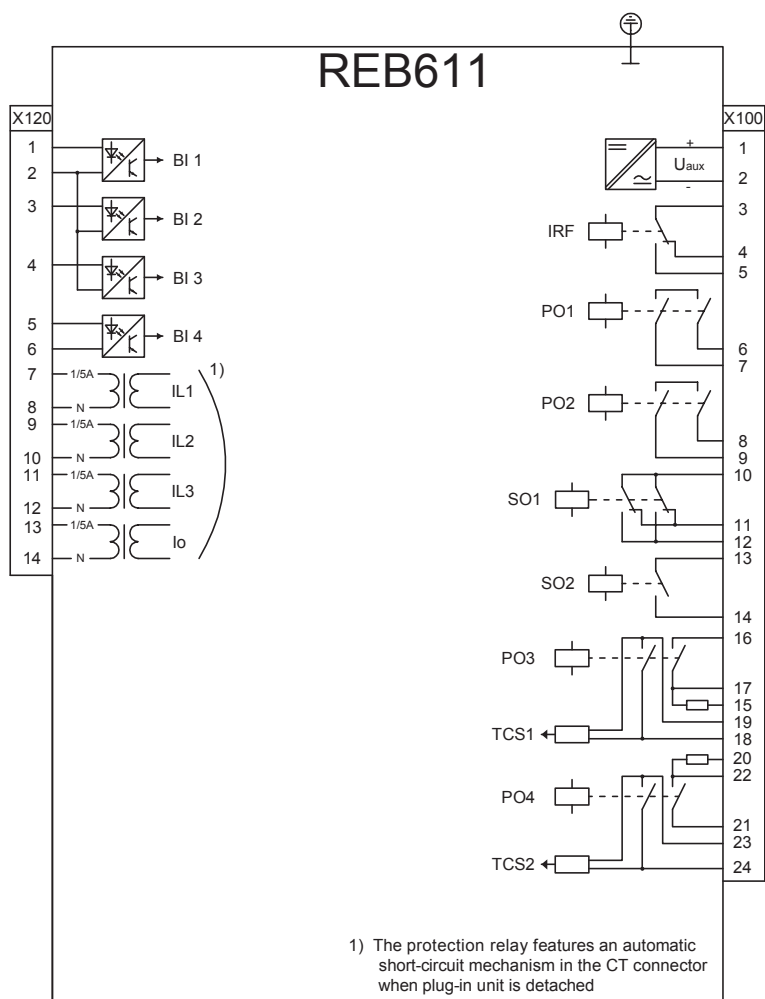 REB611
X120
X100
1
2
3
4
5
6
7
8
9
10
11
12
13
14
BI 1
BI 2
BI 3
BI 4
1/5A
N
1/5A
N
1/5A
N
1/5A
N
1)
IL1
IL2
IL3
Io
+
Uaux
-
IRF
PO1
PO2
SO1
SO2
PO3
TCS1
PO4
TCS2
1
2
3
4
5
6
7
8
9
10
11
12
13
14
16
17
15
19
18
20
22
21
23
24
1) The protection relay features an automatic
short-circuit mechanism in the CT connector
when plug-in unit is detached